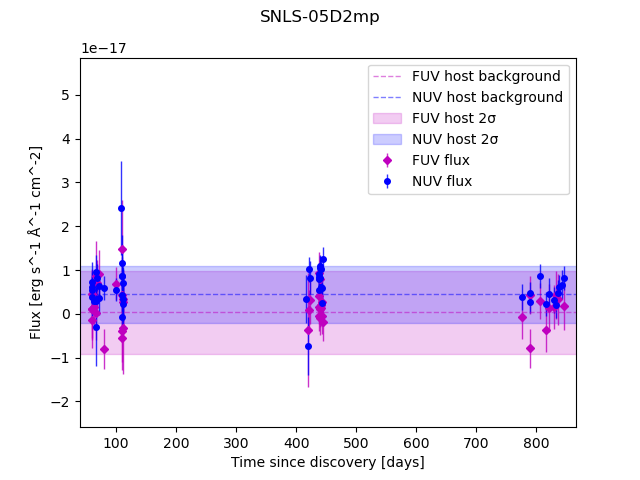 SNLS-05D2mp
1e−17
FUV host background
NUV host background
FUV host 2σ
NUV host 2σ
FUV flux
NUV flux
5
4
3
2
1
0
−1
−2
Flux [erg s^-1 Å^-1 cm^-2]
100 200 300 400 500 600 700 800
Time since discovery [days]